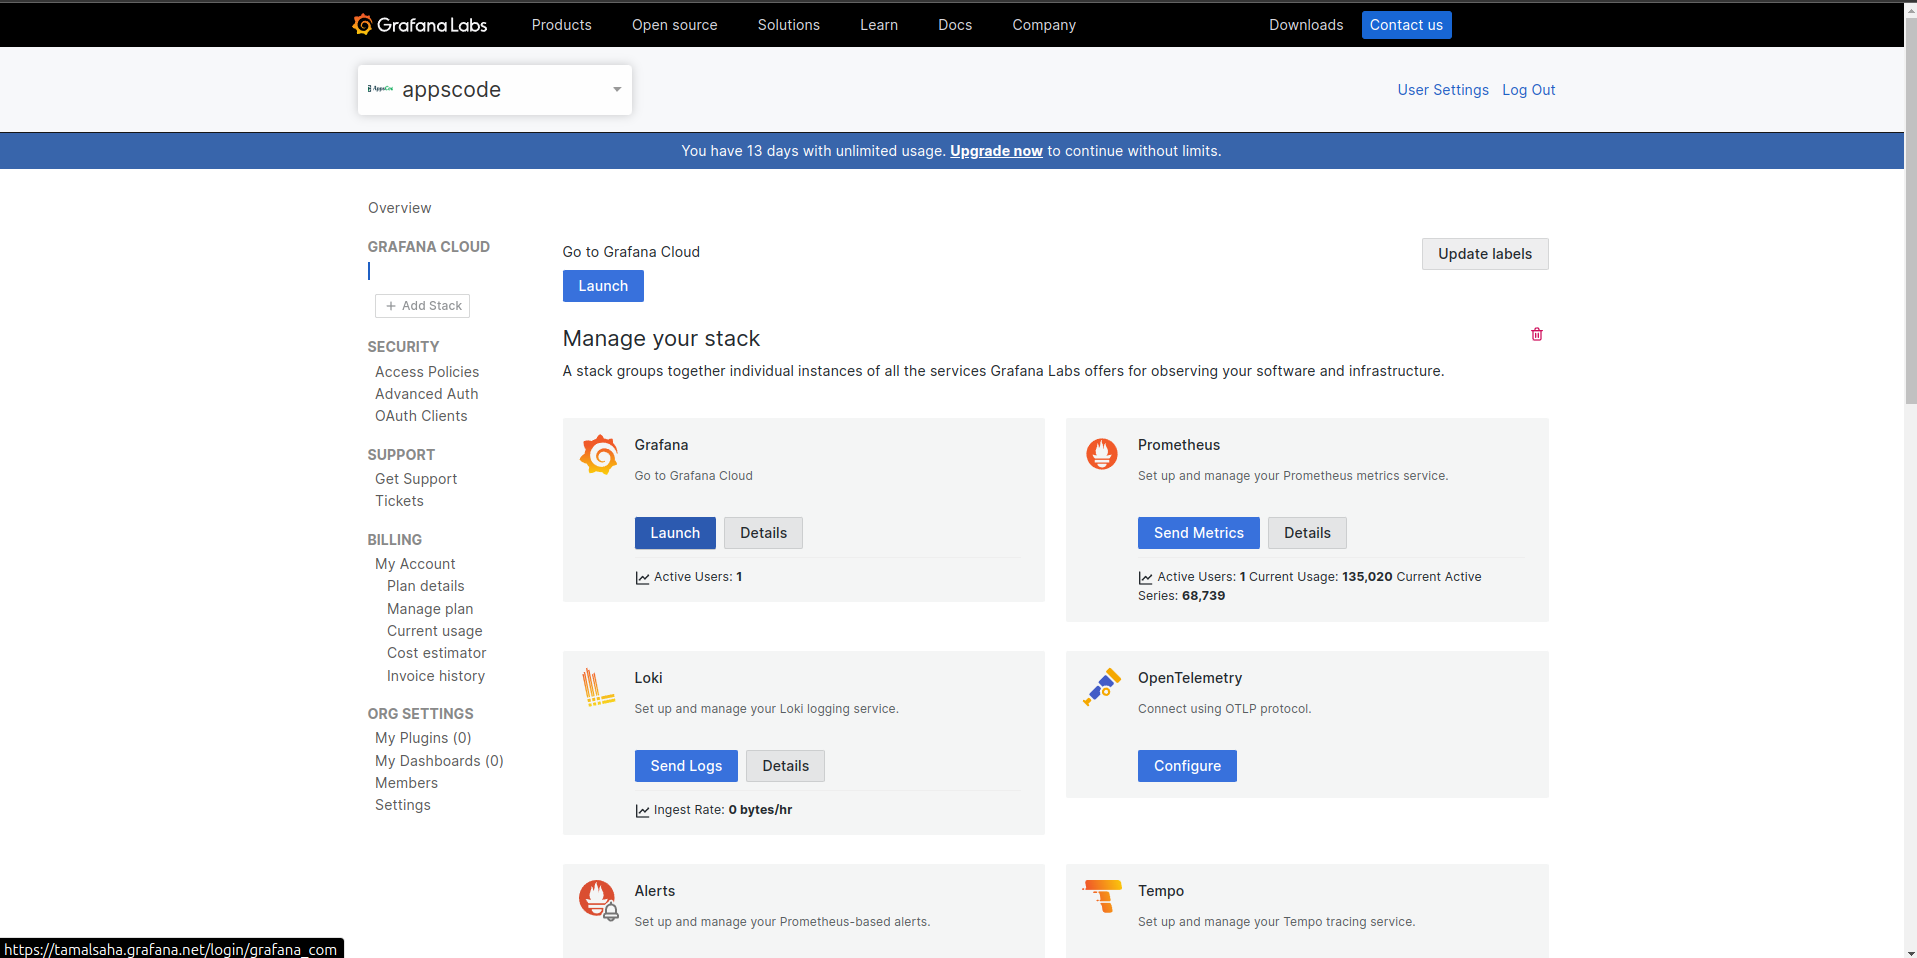 Grafana Labs Products Open source Solutions Learn Docs Company Downloads Contact us
appscode User Settings Log Out
You have 13 days with unlimited usage. Upgrade now to continue without limits.
Overview
GRAFANA CLOUD
+ Add Stack
SECURITY
Access Policies
Advanced Auth
OAuth Clients
SUPPORT
Get Support
Tickets
BILLING
My Account
Plan details
Manage plan
Current usage
Cost estimator
Invoice history
ORG SETTINGS
My Plugins (0)
My Dashboards (0)
Members
Settings
Go to Grafana Cloud
Update labels
Launch
Manage your stack
A stack groups together individual instances of all the services Grafana Labs offers for observing your software and infrastructure.
Grafana
Go to Grafana Cloud
Launch Details
Active Users: 1
Prometheus
Set up and manage your Prometheus metrics service.
Send Metrics Details
Active Users: 1 Current Usage: 135,020 Current Active
Series: 68,739
Loki
Set up and manage your Loki logging service.
Send Logs Details
Ingest Rate: 0 bytes/hr
OpenTelemetry
Connect using OTLP protocol.
Configure
Alerts
Set up and manage your Prometheus-based alerts.
Tempo
Set up and manage your Tempo tracing service.
https://tamalsaha.grafana.net/login/grafana_com